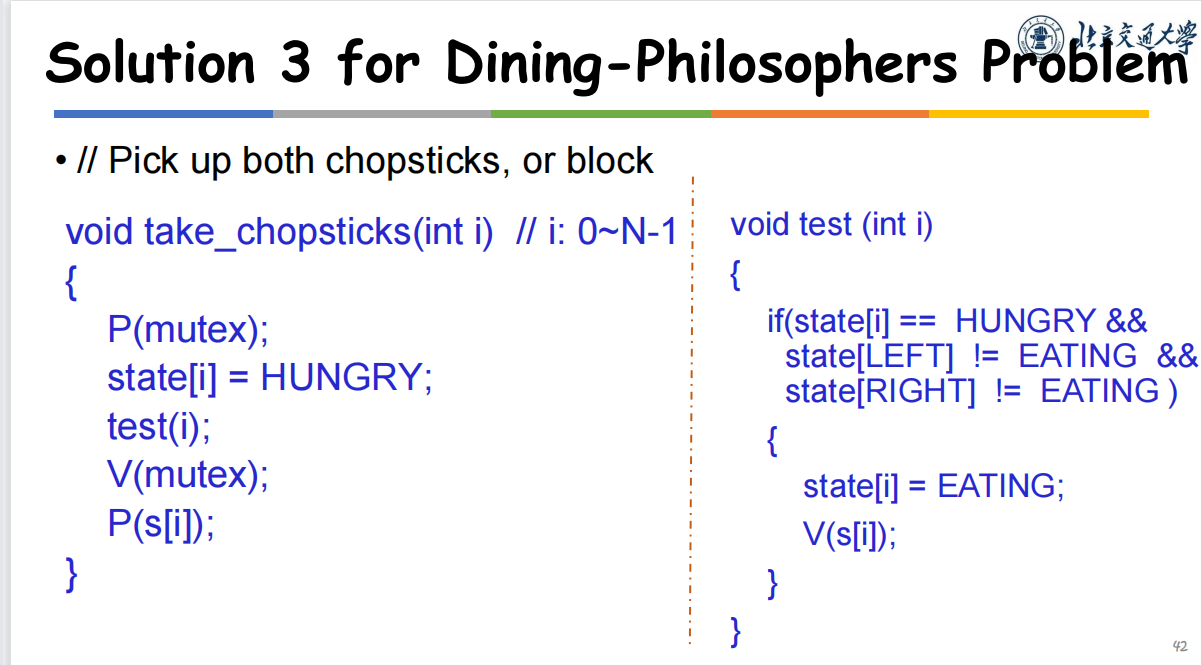 北京交通大学
Solution 3 for Dining-Philosophers Problem
• // Pick up both chopsticks, or block
void take_chopsticks(int i)  // i: 0~N-1
{
P(mutex);
state[i] = HUNGRY;
test(i);
V(mutex);
P(s[i]);
}
void test (int i)
{
if(state[i] ==  HUNGRY &&
state[LEFT]  !=  EATING  &&
state[RIGHT]  !=  EATING )
{
state[i] = EATING;
V(s[i]);
}
}
42